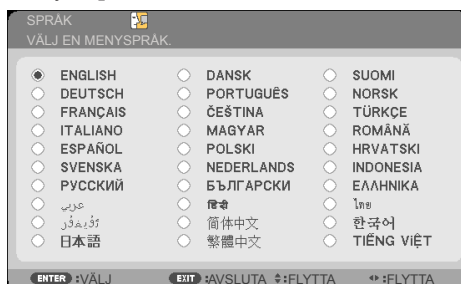 SPRÅK
VÄLJ EN MENYSPRÅK.
ENGLISH DANSK SUOMI
DEUTSCH PORTUGUÊS NORSK
FRANÇAIS ČEŠTINA TÜRKÇE
ITALIANO MAGYAR ROMÂNĂ
ESPAÑOL POLSKI HRVATSKI
SVENSKA NEDERLANDS INDONESIA
РУССКИЙ БЪЛГАРСКИ ΕΛΛΗΝΙΚΑ
عربي हिंदी ไทย
ئۇيغۇر 简体中文 한국어
日本語 繁體中文 TIẾNG VIỆT
ENTER :VÄLJ EXIT :AVSLUTA :FLYTTA :FLYTTA